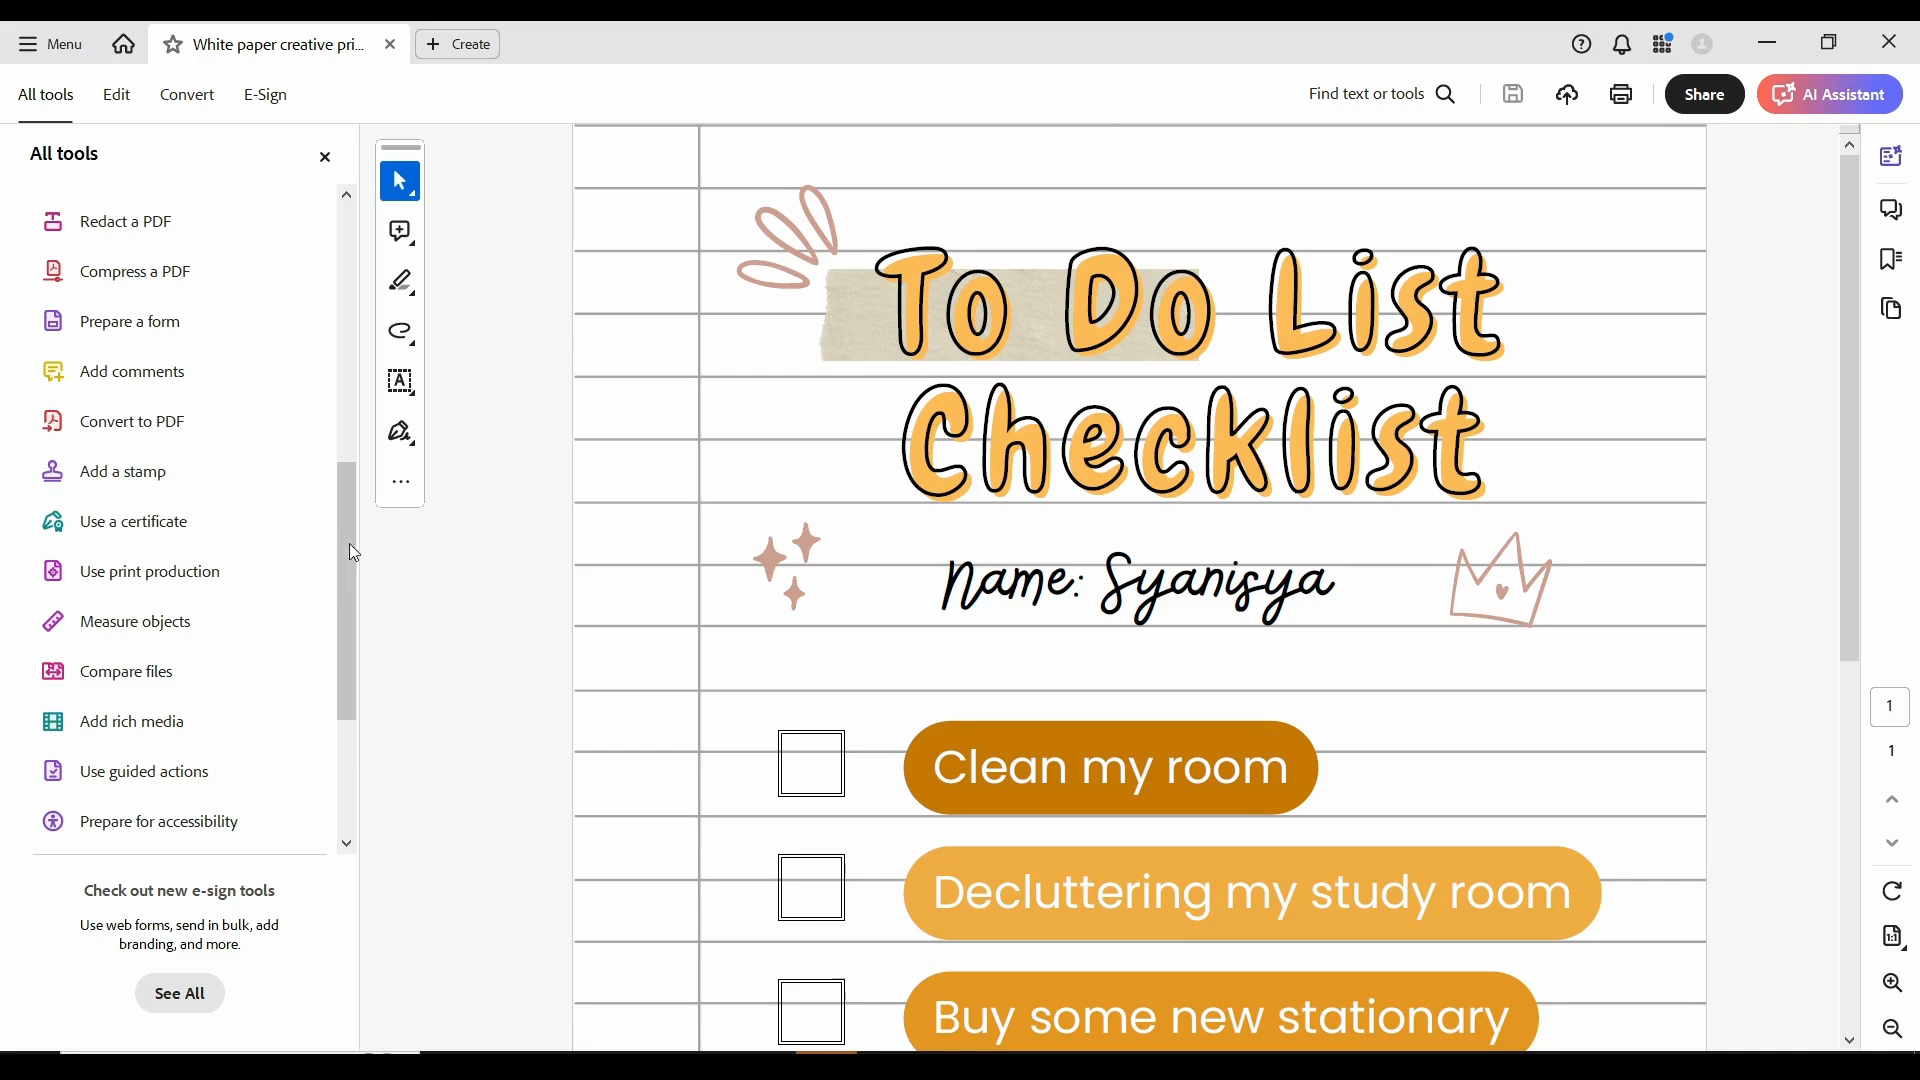 Menu
White paper creative pri...
Create
All tools
Edit
Convert
E-Sign
Find text or tools
Share
AI Assistant
All tools
Redact a PDF
Compress a PDF
Prepare a form
Add comments
Convert to PDF
Add a stamp
Use a certificate
Use print production
Measure objects
Compare files
Add rich media
Use guided actions
Prepare for accessibility
Check out new e-sign tools
Use web forms, send in bulk, add
branding, and more.
See All
To Do List
Checklist
Name: Syanisya
Clean my room
Decluttering my study room
Buy some new stationary
1
1